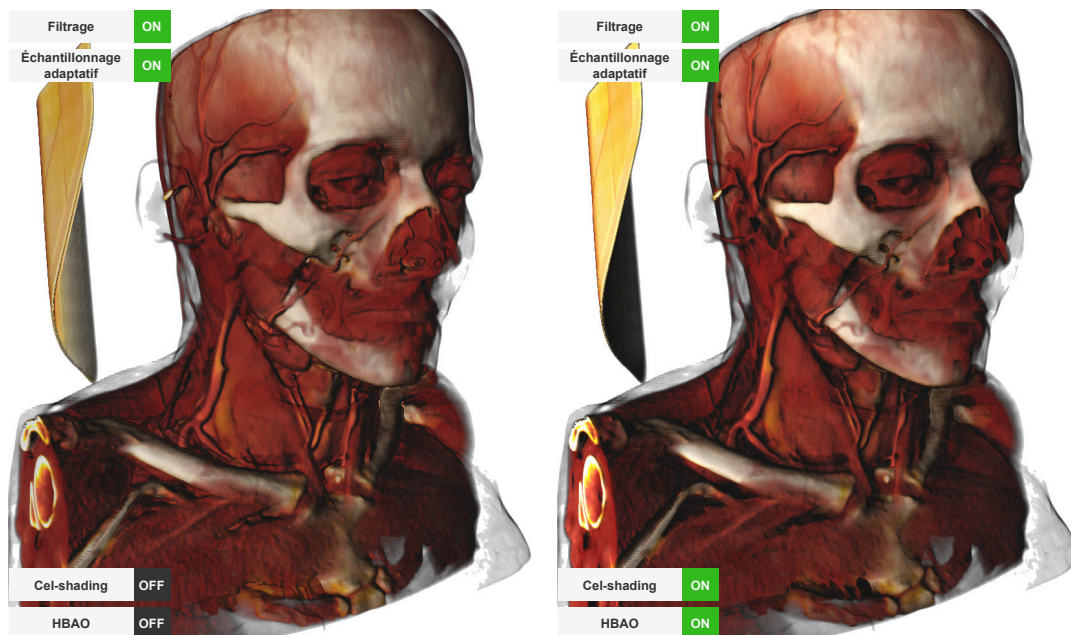 Filtrage ON
Échantillonnage
adaptatif ON
Cel-shading OFF
HBAO OFF
Filtrage ON
Échantillonnage
adaptatif ON
Cel-shading ON
HBAO ON